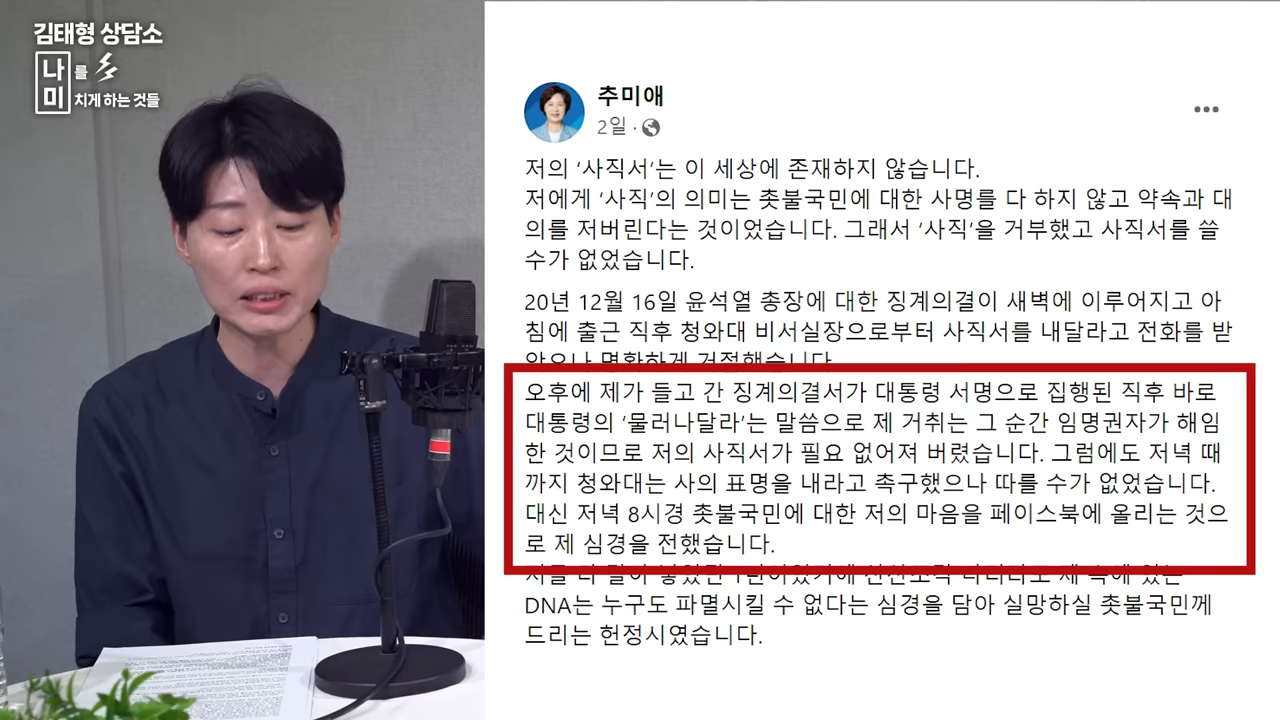 김태형 상담소
나를
미치게 하는 것들
추미애
2일
저의 ‘사직서’는 이 세상에 존재하지 않습니다.
저에게 ‘사직’의 의미는 촛불국민에 대한 사명을 다 하지 않고 약속과 대
의를 저버린다는 것이었습니다. 그래서 ‘사직’을 거부했고 사직서를 쓸
수가 없었습니다.
20년 12월 16일 윤석열 총장에 대한 징계의결이 새벽에 이루어지고 아
침에 출근 직후 청와대 비서실장으로부터 사직서를 내달라고 전화를 받
았으나 명확하게 거절했습니다.
오후에 제가 들고 간 징계의결서가 대통령 서명으로 집행된 직후 바로
대통령의 ‘물러나달라’는 말씀으로 제 거취는 그 순간 임명권자가 해임
한 것이므로 저의 사직서가 필요 없어져 버렸습니다. 그럼에도 저녁 때
까지 청와대는 사의 표명을 내라고 촉구했으나 따를 수가 없었습니다.
대신 저녁 8시경 촛불국민에 대한 저의 마음을 페이스북에 올리는 것으
로 제 심경을 전했습니다.
DNA는 누구도 파멸시킬 수 없다는 심경을 담아 실망하실 촛불국민께
드리는 헌정시였습니다.